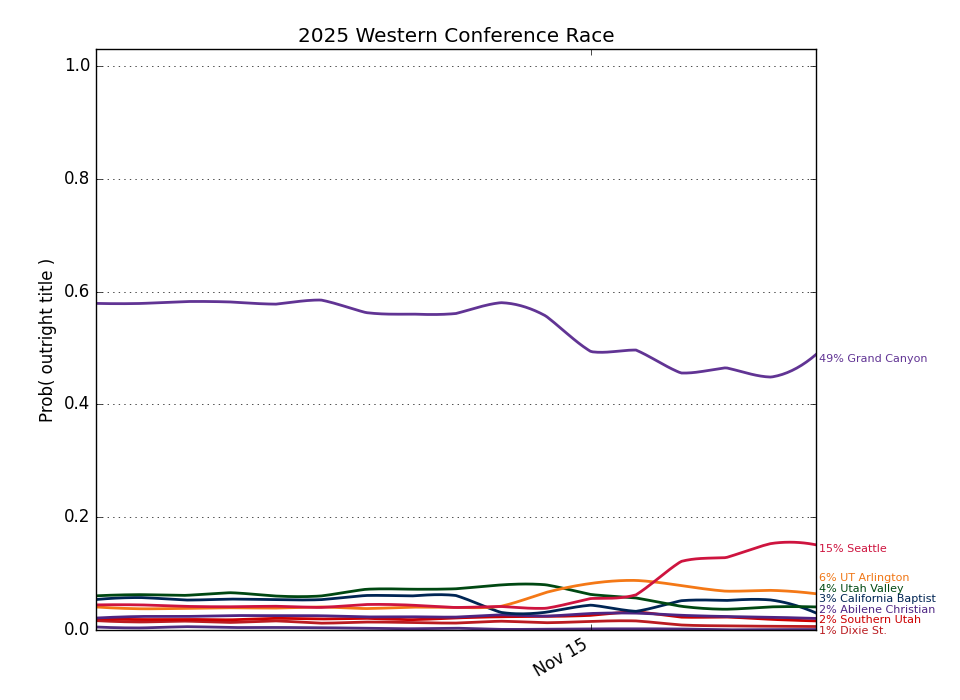 2025 Western Conference Race
1.0
0.8
0.6
0.4
0.2
0.0
Prob( outright title )
Nov 15
49% Grand Canyon
15% Seattle
6% UT Arlington
4% Utah Valley
3% California Baptist
2% Abilene Christian
2% Southern Utah
1% Dixie St.